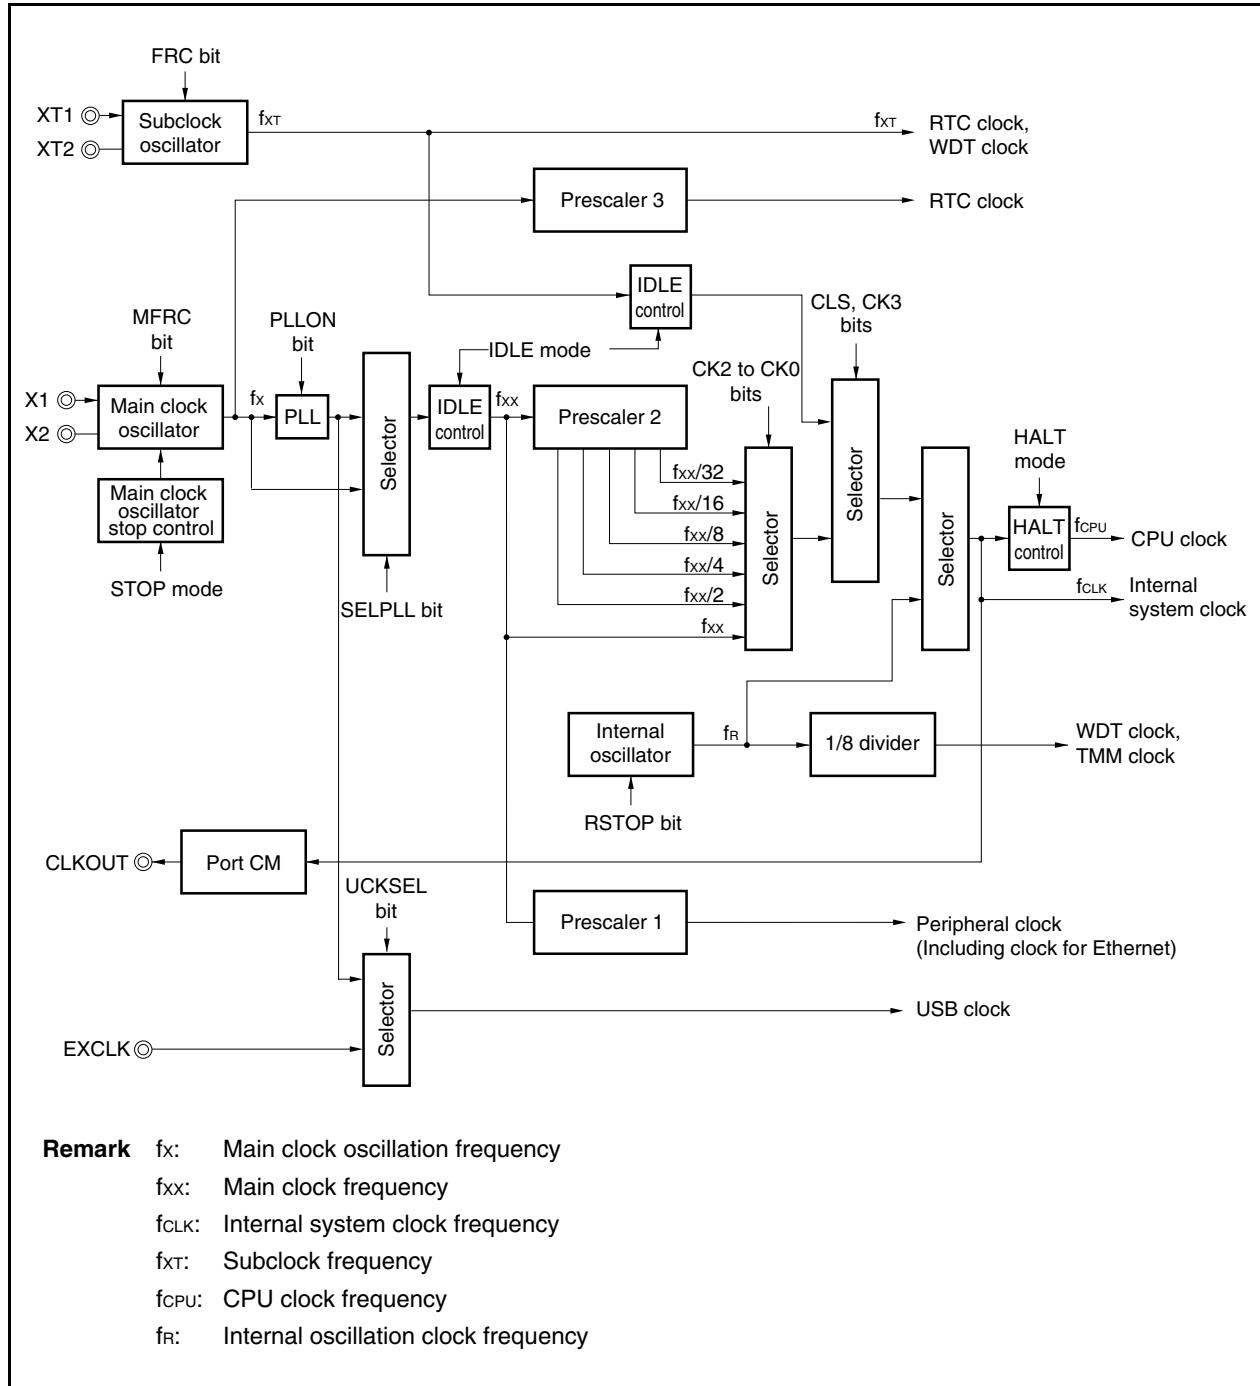 FRC bit
XT1
XT2
Subclock
oscillator
fXT
fXT
RTC clock,
WDT clock
Prescaler 3
RTC clock
IDLE
control
CLS, CK3
bits
MFRC
bit
PLLON
bit
IDLE mode
CK2 to CK0
bits
X1
X2
Main clock
oscillator
fX
PLL
Selector
IDLE
control
fXX
Prescaler 2
fXX/32
fXX/16
fXX/8
fXX/4
fXX/2
fXX
Selector
Selector
Selector
HALT
mode
HALT
control
fCPU
CPU clock
fCLK
Internal
system clock
Main clock
oscillator
stop control
STOP mode
SELPLL bit
Internal
oscillator
fR
1/8 divider
WDT clock,
TMM clock
RSTOP bit
CLKOUT
Port CM
UCKSEL
bit
Prescaler 1
Peripheral clock
(Including clock for Ethernet)
Selector
USB clock
EXCLK
Remark fX: Main clock oscillation frequency
fXX: Main clock frequency
fCLK: Internal system clock frequency
fXT: Subclock frequency
fCPU: CPU clock frequency
fR: Internal oscillation clock frequency